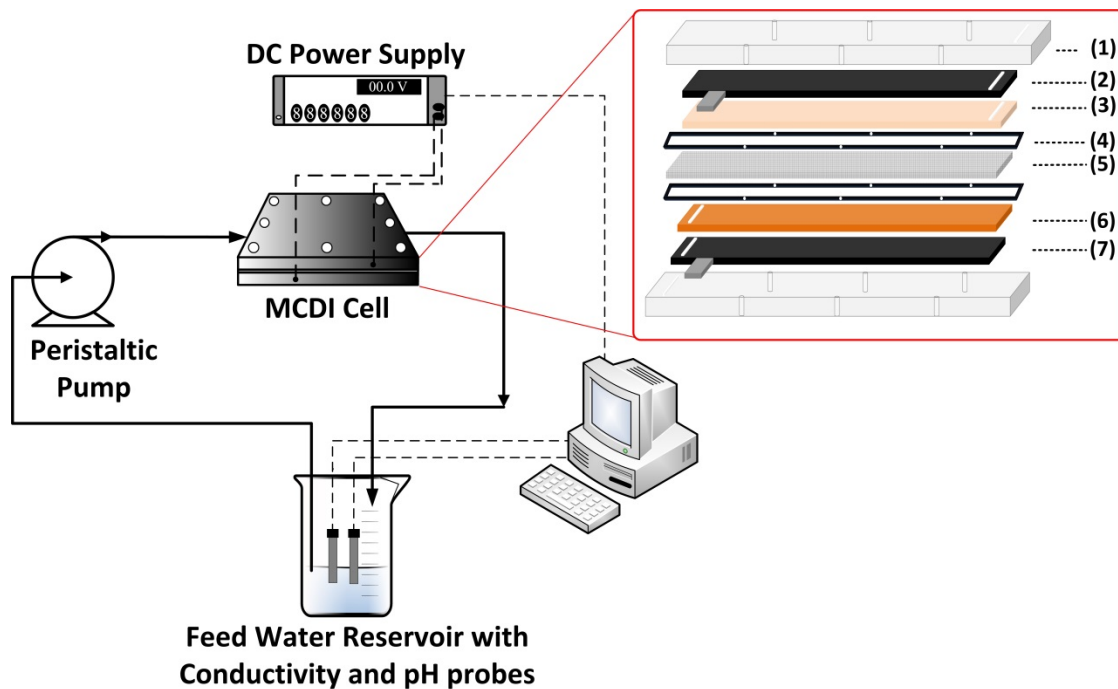 DC Power Supply
00.0 V
888888
MCDI Cell
Peristaltic
Pump
Feed Water Reservoir with
Conductivity and pH probes
(1)
(2)
(3)
(4)
(5)
(6)
(7)